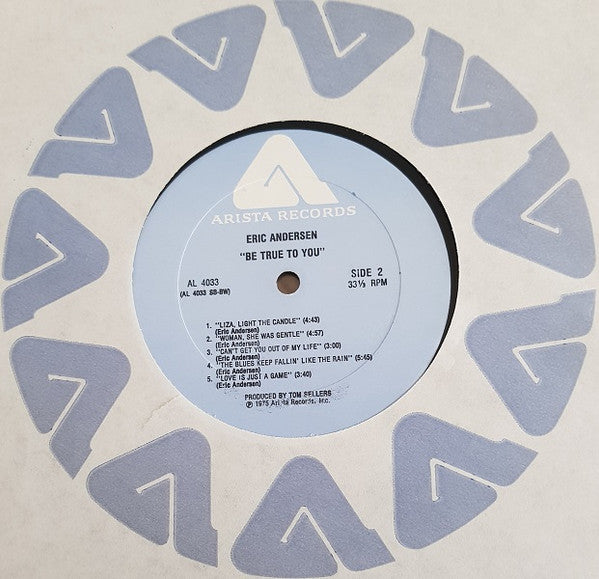 ARISTA RECORDS
ERIC ANDERSEN
"BE TRUE TO YOU"
AL 4033
(AL 4033 SB-BW)
SIDE 2
33⅓ RPM
1. "LIZA, LIGHT THE CANDLE" (4:43)
(Eric Andersen)
2. "WOMAN, SHE WAS GENTLE" (4:57)
(Eric Andersen)
3. "CAN'T GET YOU OUT OF MY LIFE" (3:00)
(Eric Andersen)
4. "THE BLUES KEEP FALLIN' LIKE THE RAIN" (5:45)
(Eric Andersen)
5. "LOVE IS JUST A GAME" (3:40)
(Eric Andersen)
PRODUCED BY TOM SELLERS
℗ 1975 Arista Records, Inc.